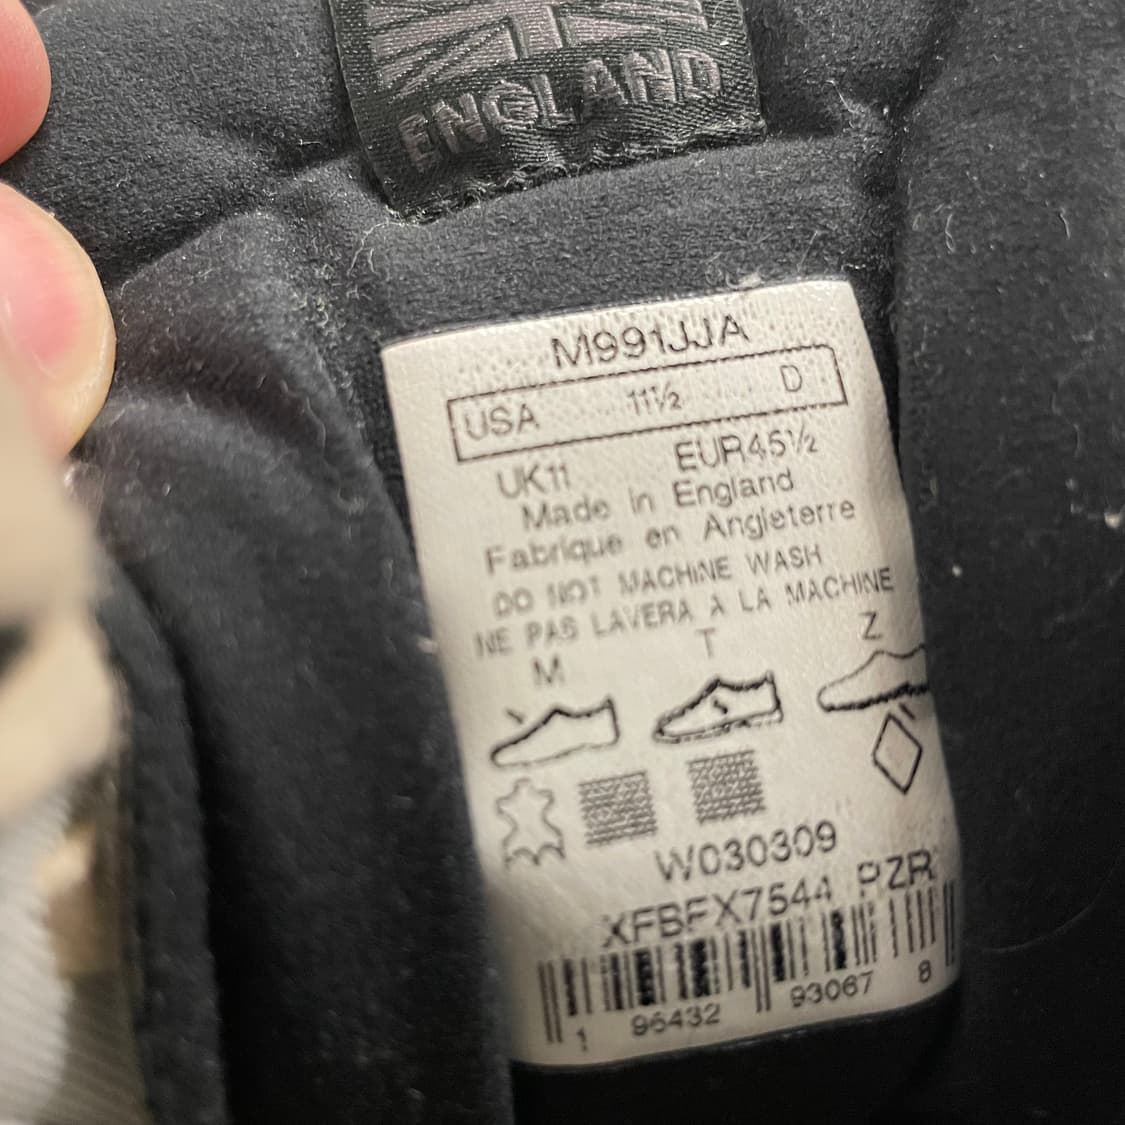 ENGLAND
M991JJA
USA 11½ D
UK11 EUR45½
Made in England
Fabrique en Angleterre
DO NOT MACHINE WASH
NE PAS LAVERA À LA MACHINE
M T Z
W030309
XFBFX7544 PZR
1 96432 93067 8